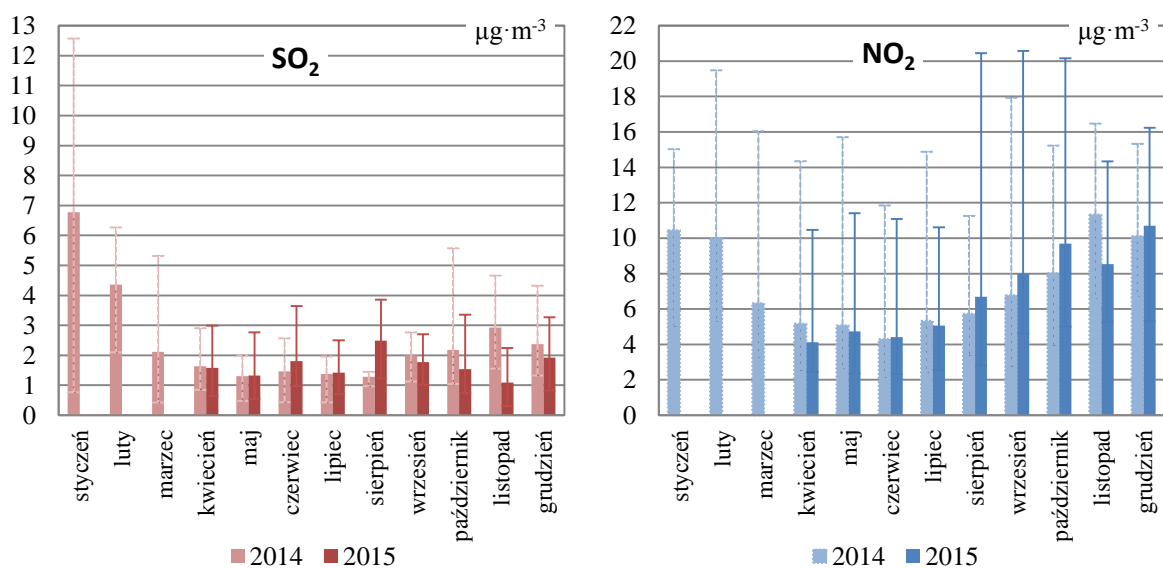 µg·m-3
SO2
13
12
11
10
9
8
7
6
5
4
3
2
1
0
styczeń
luty
marzec
kwiecień
maj
czerwiec
lipiec
sierpień
wrzesień
październik
listopad
grudzień
2014 2015
µg·m-3
NO2
22
20
18
16
14
12
10
8
6
4
2
0
styczeń
luty
marzec
kwiecień
maj
czerwiec
lipiec
sierpień
wrzesień
październik
listopad
grudzień
2014 2015